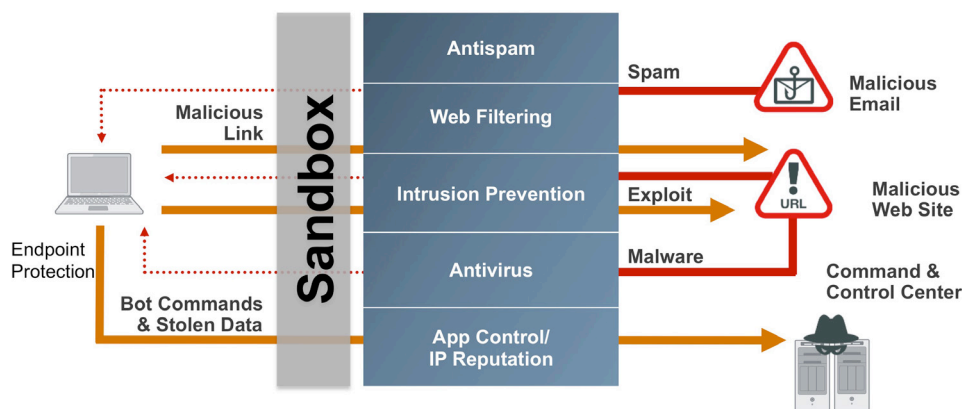 Antispam
Spam
Malicious
Email
Malicious
Link
Web Filtering
Sandbox
Intrusion Prevention
Exploit
URL
Malicious
Web Site
Endpoint
Protection
Antivirus
Malware
Command &
Control Center
Bot Commands
& Stolen Data
App Control/
IP Reputation